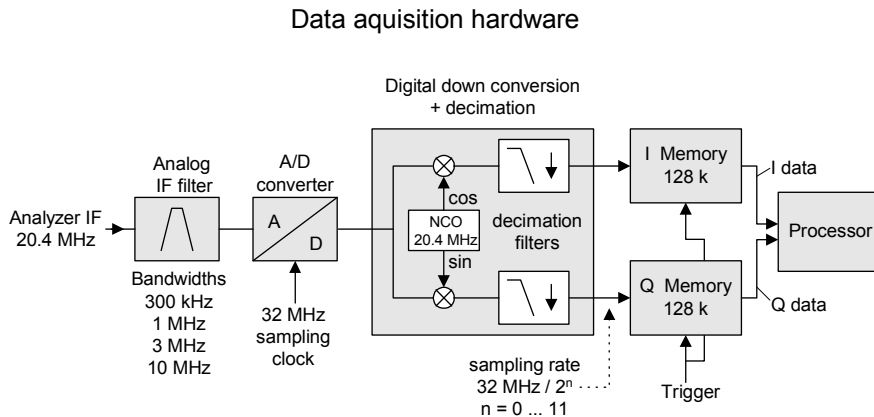 Data aquisition hardware
Digital down conversion
+ decimation
Analog
IF filter
A/D
converter
Analyzer IF
20.4 MHz
A
D
cos
NCO
20.4 MHz
sin
decimation
filters
I Memory
128 k
I data
Processor
Q Memory
128 k
Q data
Bandwidths
300 kHz
1 MHz
3 MHz
10 MHz
32 MHz
sampling
clock
sampling rate
32 MHz / 2ⁿ
n = 0 ... 11
Trigger